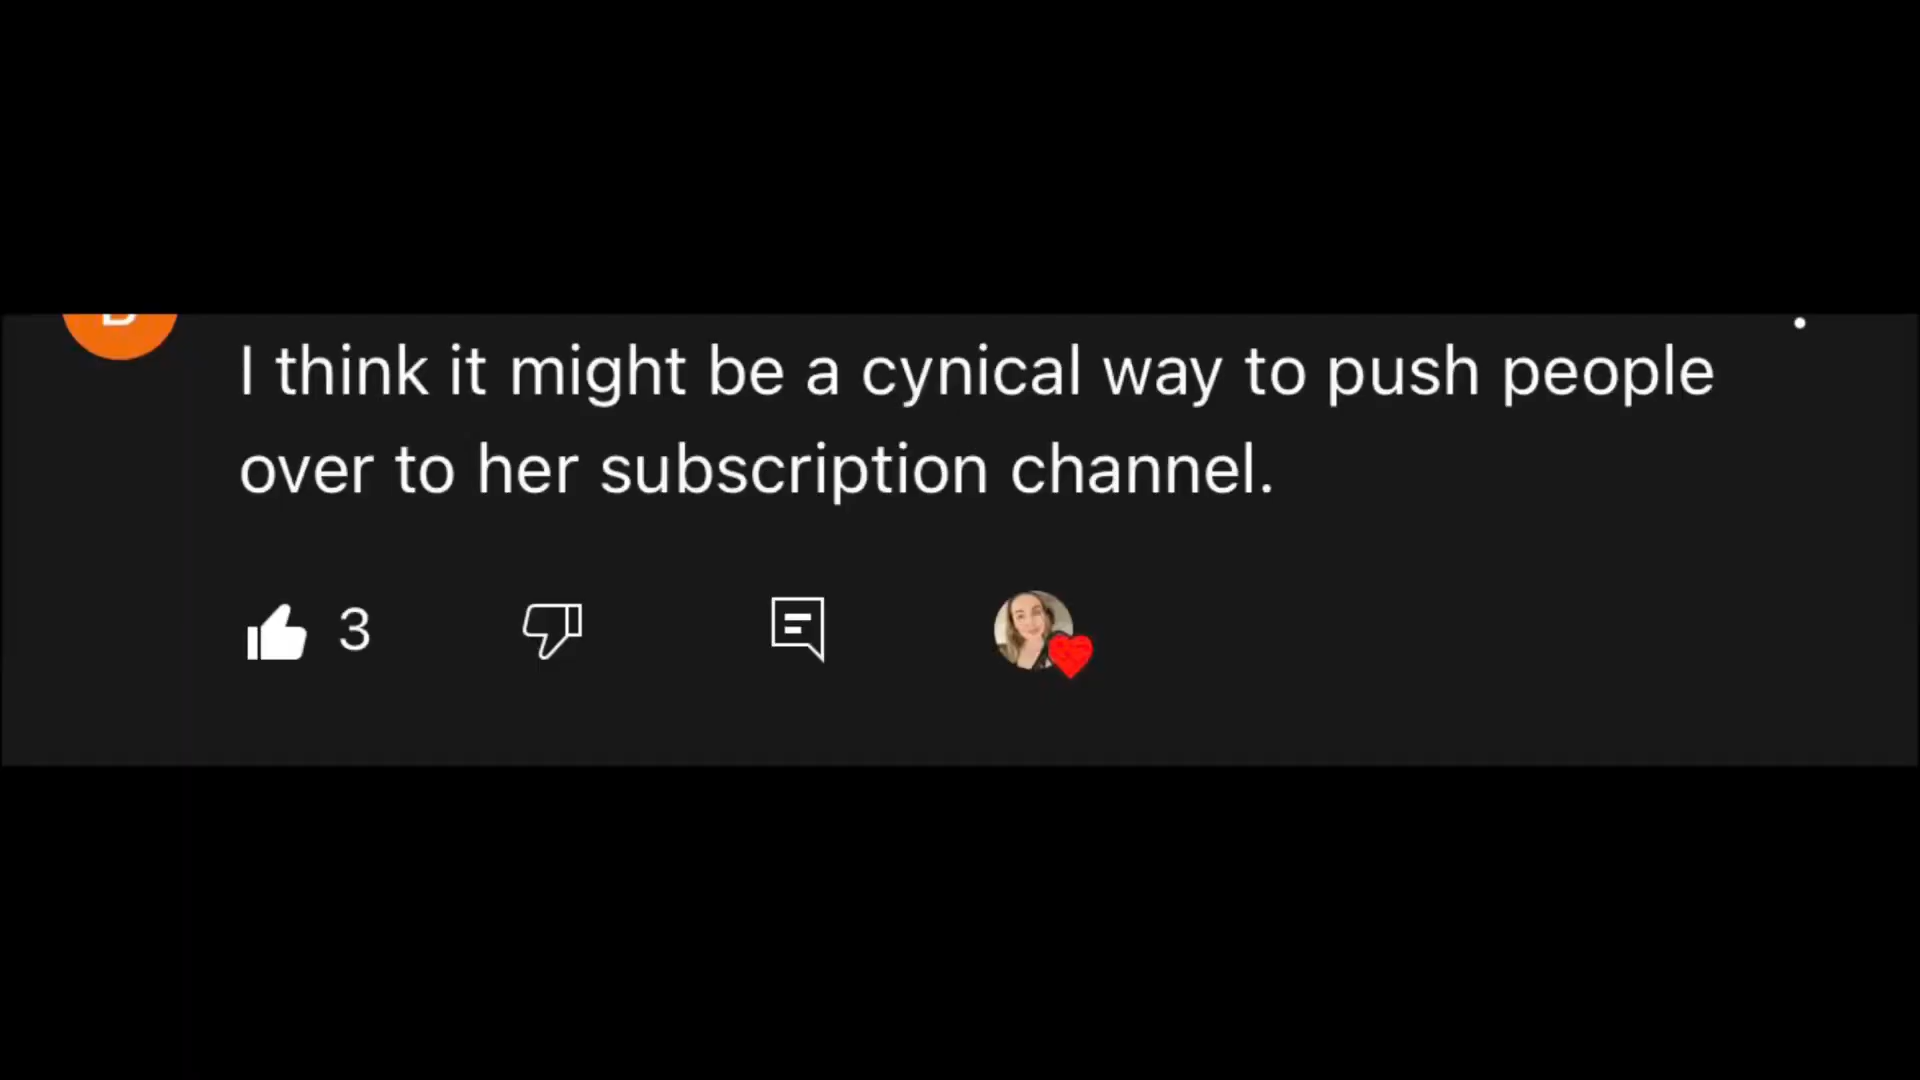 I think it might be a cynical way to push people
over to her subscription channel.
3